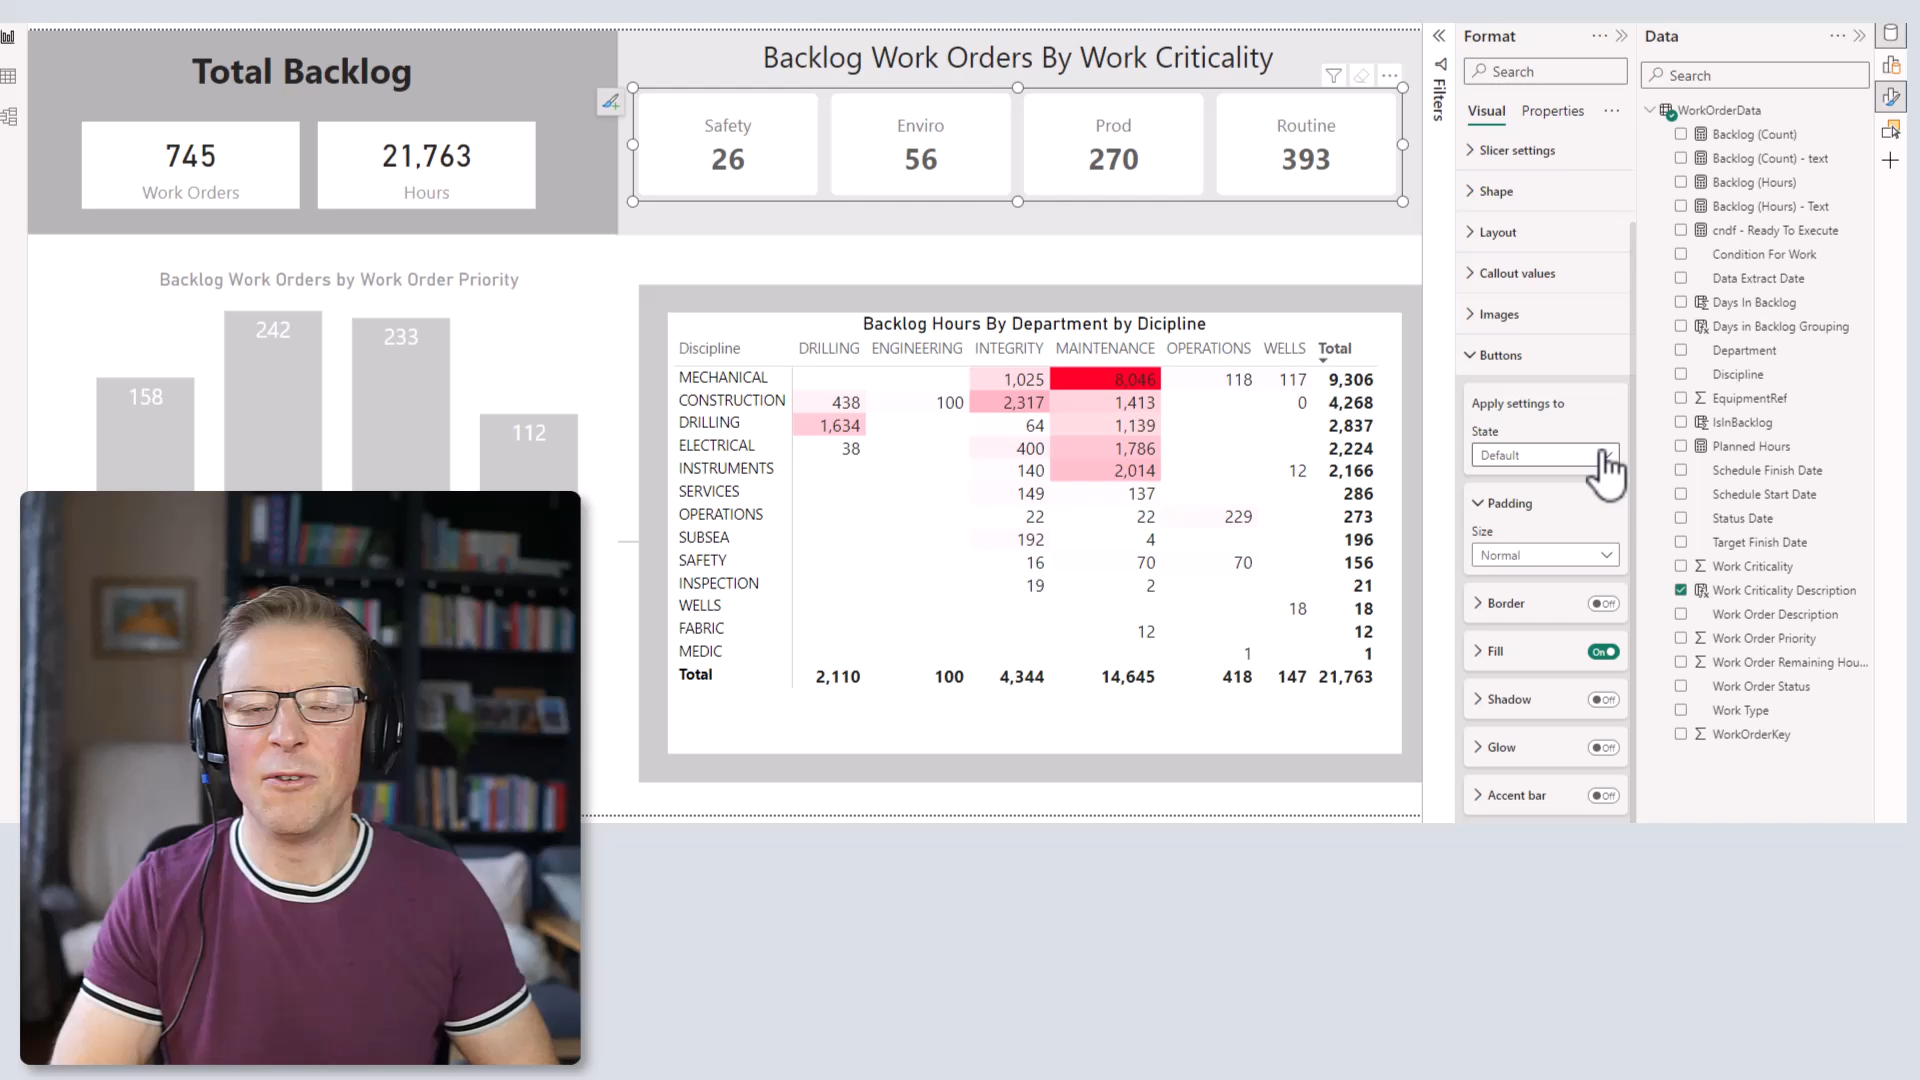 Total Backlog
745
Work Orders
21,763
Hours
Backlog Work Orders By Work Criticality
Safety
26
Enviro
56
Prod
270
Routine
393
Backlog Work Orders by Work Order Priority
158
242
233
112
Backlog Hours By Department by Dicipline
Discipline DRILLING ENGINEERING INTEGRITY MAINTENANCE OPERATIONS WELLS Total
MECHANICAL 1,025 8,046 118 117 9,306
CONSTRUCTION 438 100 2,317 1,413 0 4,268
DRILLING 1,634 64 1,139 2,837
ELECTRICAL 38 400 1,786 2,224
INSTRUMENTS 140 2,014 12 2,166
SERVICES 149 137 286
OPERATIONS 22 22 229 273
SUBSEA 192 4 196
SAFETY 16 70 70 156
INSPECTION 19 2 21
WELLS 18 18
FABRIC 12 12
MEDIC 1 1
Total 2,110 100 4,344 14,645 418 147 21,763
Filters
Format
Search
Visual Properties
Slicer settings
Shape
Layout
Callout values
Images
Buttons
Apply settings to
State
Default
Padding
Size
Normal
Border Off
Fill On
Shadow Off
Glow Off
Accent bar Off
Data
Search
WorkOrderData
Backlog (Count)
Backlog (Count) - text
Backlog (Hours)
Backlog (Hours) - Text
cndf - Ready To Execute
Condition For Work
Data Extract Date
Days In Backlog
Days in Backlog Grouping
Department
Discipline
EquipmentRef
IsInBacklog
Planned Hours
Schedule Finish Date
Schedule Start Date
Status Date
Target Finish Date
Work Criticality
Work Criticality Description
Work Order Description
Work Order Priority
Work Order Remaining Hou...
Work Order Status
Work Type
WorkOrderKey